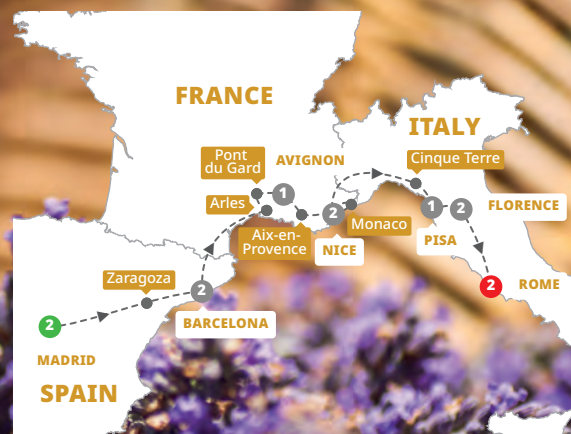 FRANCE
ITALY
Pont
du Gard
AVIGNON
Cinque Terre
1
Arles
2
1
2
FLORENCE
Monaco
Aix-en-
Provence
NICE
PISA
Zaragoza
2
2
ROME
BARCELONA
2
MADRID
SPAIN